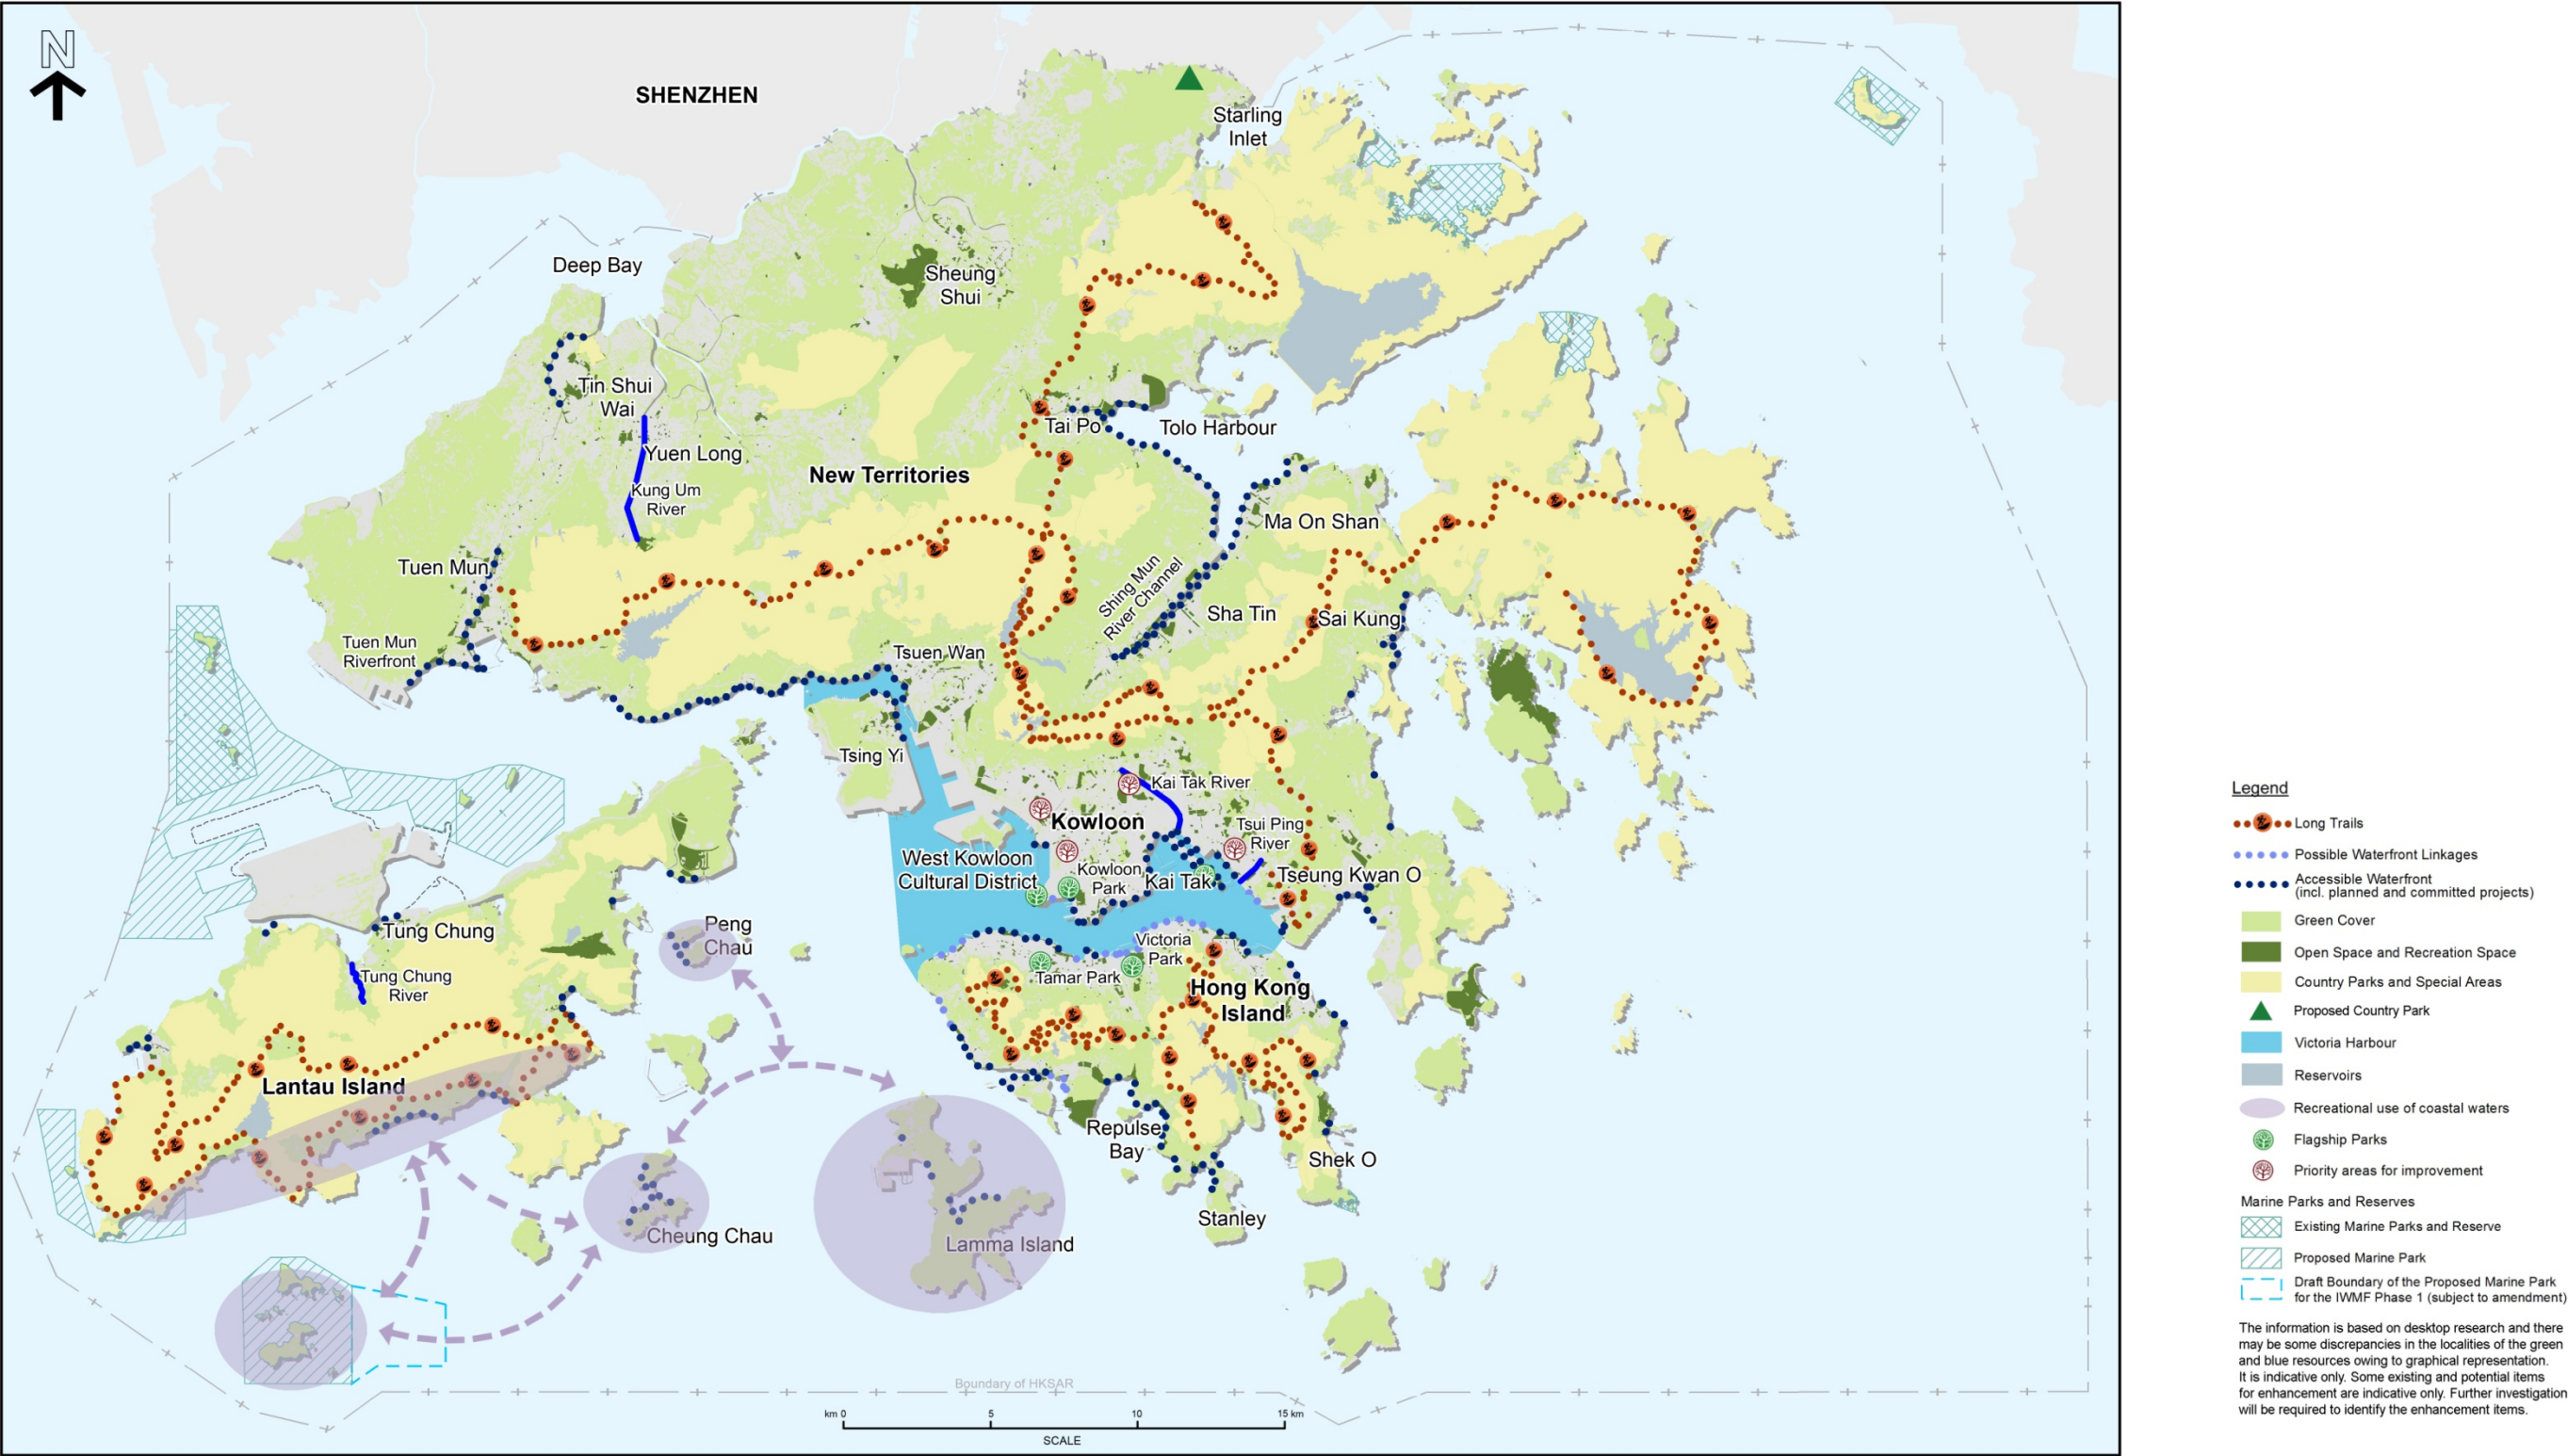 N
SHENZHEN
Starling
Inlet
Deep Bay
Sheung
Shui
Tin Shui
Wai
Tai Po
Tolo Harbour
Yuen Long
New Territories
Kung Um
River
Ma On Shan
Tuen Mun
Shing Mun
River Channel
Sha Tin
Sai Kung
Tuen Mun
Riverfront
Tsuen Wan
Tsing Yi
Kai Tak River
Kowloon
Tsui Ping
River
West Kowloon
Cultural District
Kowloon
Park
Kai Tak
Tseung Kwan O
Peng
Chau
Tung Chung
Victoria
Park
Tamar Park
Tung Chung
River
Hong Kong
Island
Lantau Island
Repulse
Bay
Shek O
Stanley
Cheung Chau
Lamma Island
Boundary of HKSAR
km 0
5
10
15 km
SCALE
Legend
Long Trails
Possible Waterfront Linkages
Accessible Waterfront
(incl. planned and committed projects)
Green Cover
Open Space and Recreation Space
Country Parks and Special Areas
Proposed Country Park
Victoria Harbour
Reservoirs
Recreational use of coastal waters
Flagship Parks
Priority areas for improvement
Marine Parks and Reserves
Existing Marine Parks and Reserve
Proposed Marine Park
Draft Boundary of the Proposed Marine Park
for the IWMF Phase 1 (subject to amendment)
The information is based on desktop research and there
may be some discrepancies in the localities of the green
and blue resources owing to graphical representation.
It is indicative only. Some existing and potential items
for enhancement are indicative only. Further investigation
will be required to identify the enhancement items.